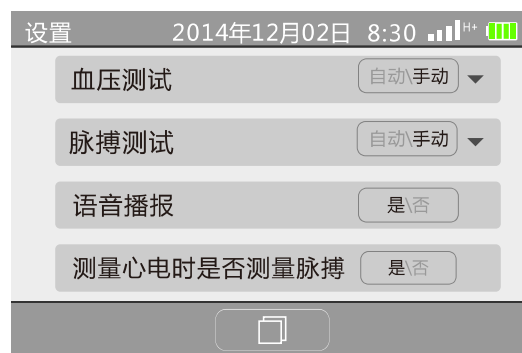 设置 2014年12月02日 8:30 H+
血压测试 自动\手动
脉搏测试 自动\手动
语音播报 是\否
测量心电时是否测量脉搏 是\否